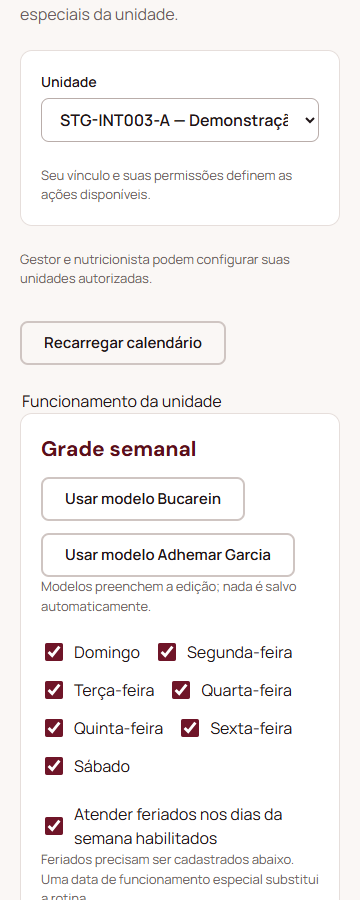 especiais da unidade.
Unidade
STG-INT003-A — Demonstraçã
Seu vínculo e suas permissões definem as
ações disponíveis.
Gestor e nutricionista podem configurar suas
unidades autorizadas.
Recarregar calendário
Funcionamento da unidade
Grade semanal
Usar modelo Bucarein
Usar modelo Adhemar Garcia
Modelos preenchem a edição; nada é salvo
automaticamente.
Domingo Segunda-feira
Terça-feira Quarta-feira
Quinta-feira Sexta-feira
Sábado
Atender feriados nos dias da
semana habilitados
Feriados precisam ser cadastrados abaixo.
Uma data de funcionamento especial substitui
a rotina